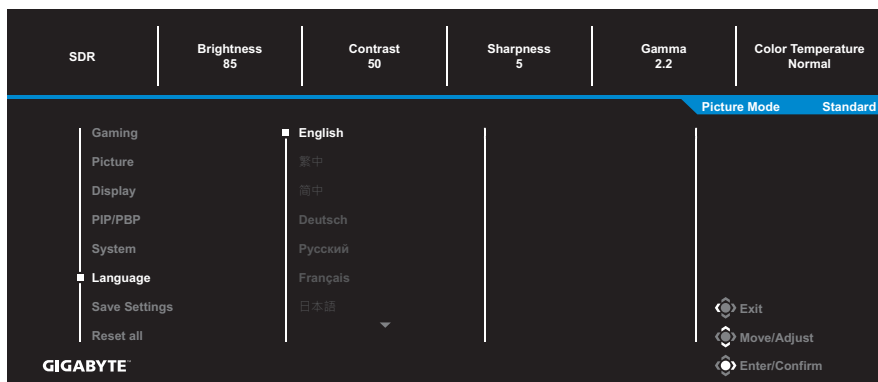 SDR
Brightness
85
Contrast
50
Sharpness
5
Gamma
2.2
Color Temperature
Normal
Picture Mode Standard
Gaming
Picture
Display
PIP/PBP
System
Language
Save Settings
Reset all
English
繁中
简中
Deutsch
Русский
Français
日本語
Exit
Move/Adjust
Enter/Confirm
GIGABYTE™